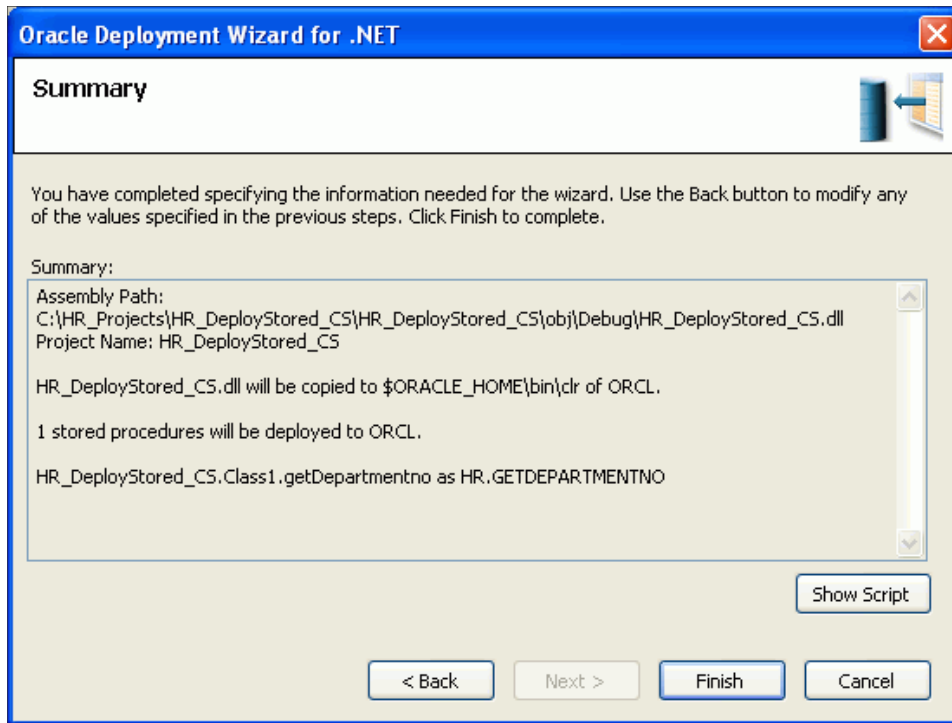 Oracle Deployment Wizard for .NET
Summary
You have completed specifying the information needed for the wizard. Use the Back button to modify any
of the values specified in the previous steps. Click Finish to complete.
Summary:
Assembly Path:
C:\HR_Projects\HR_DeployStored_CS\HR_DeployStored_CS\obj\Debug\HR_DeployStored_CS.dll
Project Name: HR_DeployStored_CS
HR_DeployStored_CS.dll will be copied to $ORACLE_HOME\bin\clr of ORCL.
1 stored procedures will be deployed to ORCL.
HR_DeployStored_CS.Class1.getDepartmentno as HR.GETDEPARTMENTNO
Show Script
< Back
Next >
Finish
Cancel